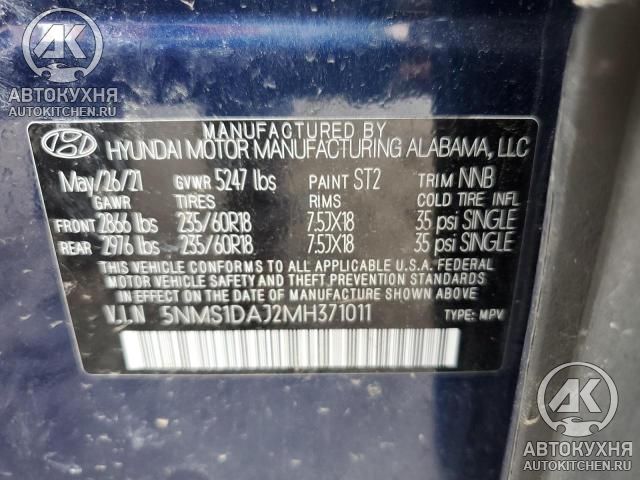 AK
АВТОКУХНЯ
AUTOKITCHEN.RU
MANUFACTURED BY
HYUNDAI MOTOR MANUFACTURING ALABAMA, LLC
May/26/21 GVWR 5247 lbs PAINT ST2 TRIM NNB
GAWR TIRES RIMS COLD TIRE INFL
FRONT 2866 lbs 235/60R18 7.5JX18 35 psi SINGLE
REAR 2976 lbs 235/60R18 7.5JX18 35 psi SINGLE
THIS VEHICLE CONFORMS TO ALL APPLICABLE U.S.A. FEDERAL
MOTOR VEHICLE SAFETY, BUMPER, AND THEFT PREVENTION
STANDARDS IN EFFECT ON THE DATE OF MANUFACTURE SHOWN ABOVE.
V.I.N 5NMS1DAJ2MH371011 TYPE: MPV
AK
АВТОКУХНЯ
AUTOKITCHEN.RU